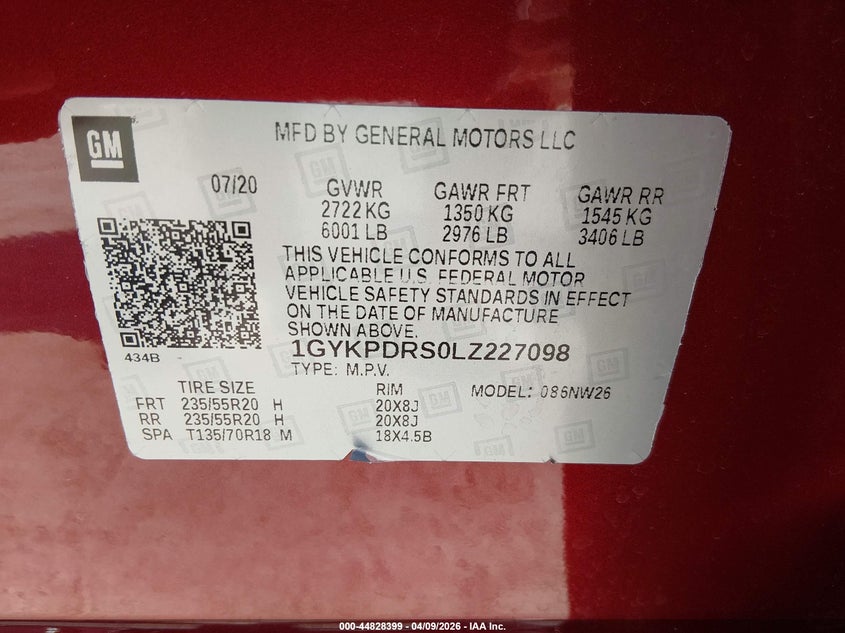 GM
MFD BY GENERAL MOTORS LLC
07/20 GVWR GAWR FRT GAWR RR
2722 KG 1350 KG 1545 KG
6001 LB 2976 LB 3406 LB
THIS VEHICLE CONFORMS TO ALL
APPLICABLE U.S. FEDERAL MOTOR
VEHICLE SAFETY STANDARDS IN EFFECT
ON THE DATE OF MANUFACTURE
SHOWN ABOVE.
434B
1GYKPDRS0LZ227098
TYPE: M.P.V.
TIRE SIZE RIM MODEL: 086NW26
FRT 235/55R20 H 20X8J
RR 235/55R20 H 20X8J
SPA T135/70R18 M 18X4.5B
000-44828399 | 04/09/2026 - IAA Inc.